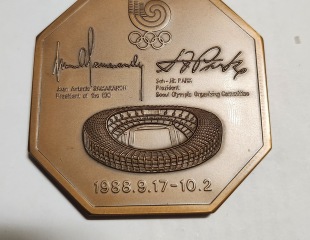 Juan Antonio SAMARANCH
President of the IOC
Seh-Jik PARK
President
Seoul Olympic Organizing Committee
1988.9.17-10.2